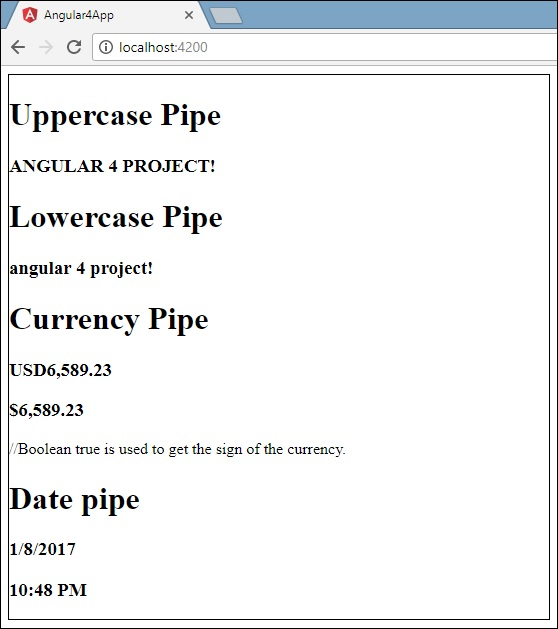 Angular4App
localhost:4200
Uppercase Pipe
ANGULAR 4 PROJECT!
Lowercase Pipe
angular 4 project!
Currency Pipe
USD6,589.23
$6,589.23
//Boolean true is used to get the sign of the currency.
Date pipe
1/8/2017
10:48 PM